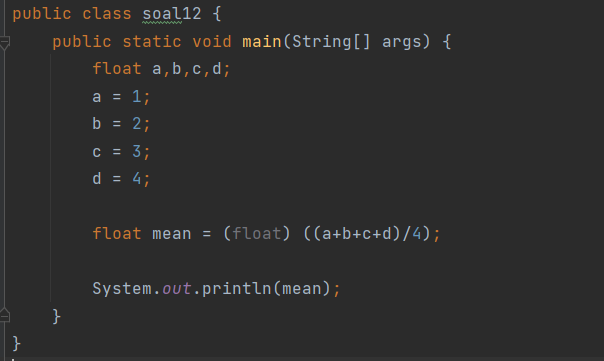 public class soal12 {
    public static void main(String[] args) {
        float a,b,c,d;
        a = 1;
        b = 2;
        c = 3;
        d = 4;

        float mean = (float) ((a+b+c+d)/4);

        System.out.println(mean);
    }
}